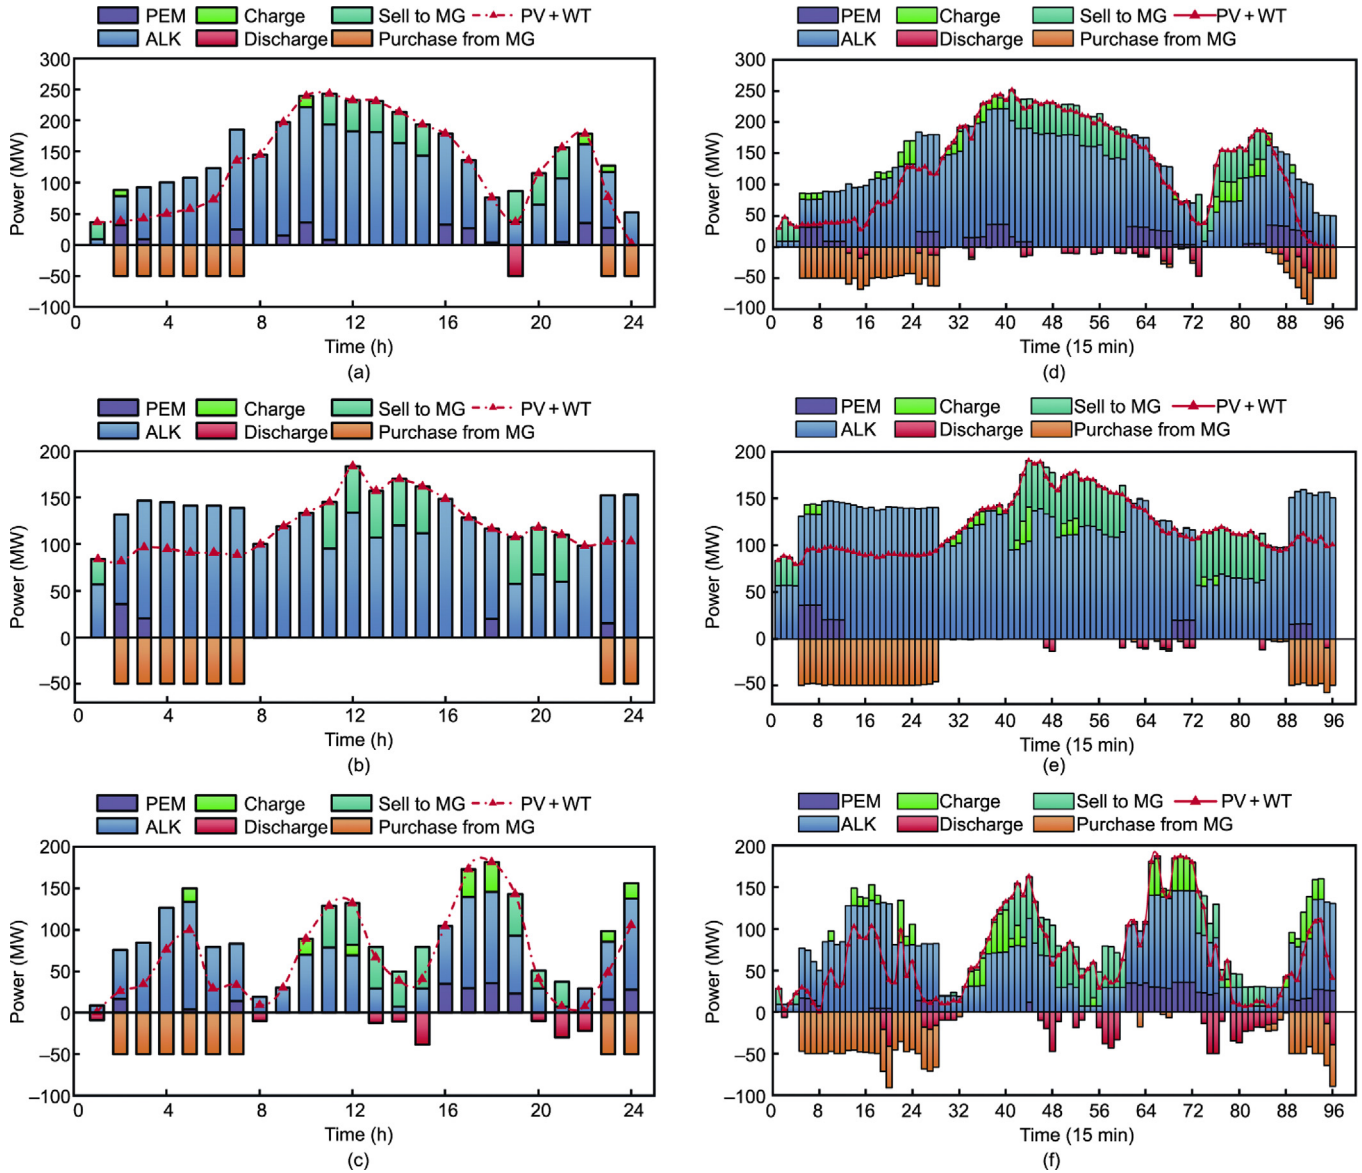 PEM Charge Sell to MG PV + WT
ALK Discharge Purchase from MG
300
250
200
150
100
50
0
–50
–100
Power (MW)
0 4 8 12 16 20 24
Time (h)
(a)
PEM Charge Sell to MG PV + WT
ALK Discharge Purchase from MG
300
250
200
150
100
50
0
–50
–100
Power (MW)
0 8 16 24 32 40 48 56 64 72 80 88 96
Time (15 min)
(d)
PEM Charge Sell to MG PV + WT
ALK Discharge Purchase from MG
200
150
100
50
0
–50
Power (MW)
0 4 8 12 16 20 24
Time (h)
(b)
PEM Charge Sell to MG PV + WT
ALK Discharge Purchase from MG
200
150
100
50
0
–50
Power (MW)
0 8 16 24 32 40 48 56 64 72 80 88 96
Time (15 min)
(e)
PEM Charge Sell to MG PV + WT
ALK Discharge Purchase from MG
200
150
100
50
0
–50
–100
Power (MW)
0 4 8 12 16 20 24
Time (h)
(c)
PEM Charge Sell to MG PV + WT
ALK Discharge Purchase from MG
200
150
100
50
0
–50
–100
Power (MW)
0 8 16 24 32 40 48 56 64 72 80 88 96
Time (15 min)
(f)